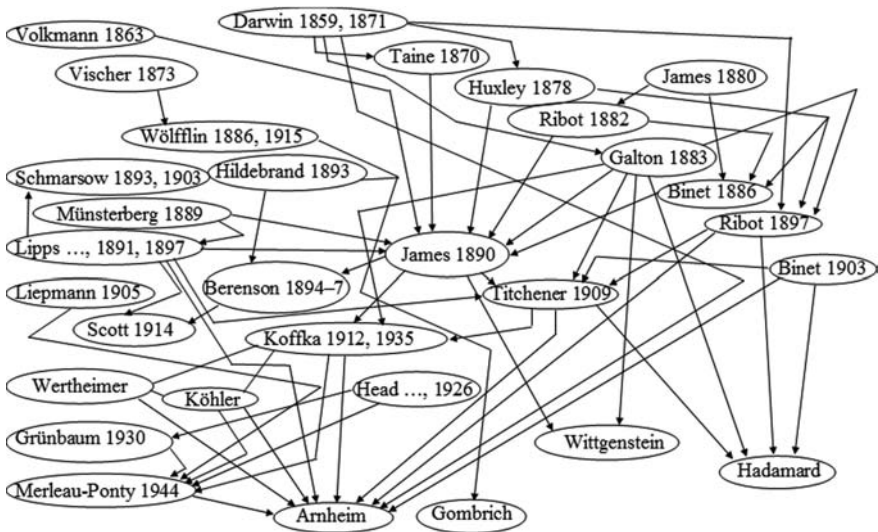 Darwin 1859, 1871
Volkmann 1863
Taine 1870
Vischer 1873
Huxley 1878
James 1880
Ribot 1882
Wölfflin 1886, 1915
Galton 1883
Schmarsow 1893, 1903
Hildebrand 1893
Binet 1886
Münsterberg 1889
Ribot 1897
Lipps …, 1891, 1897
James 1890
Binet 1903
Liepmann 1905
Berenson 1894–7
Titchener 1909
Scott 1914
Koffka 1912, 1935
Wertheimer
Köhler
Head …, 1926
Grünbaum 1930
Wittgenstein
Hadamard
Merleau-Ponty 1944
Arnheim
Gombrich